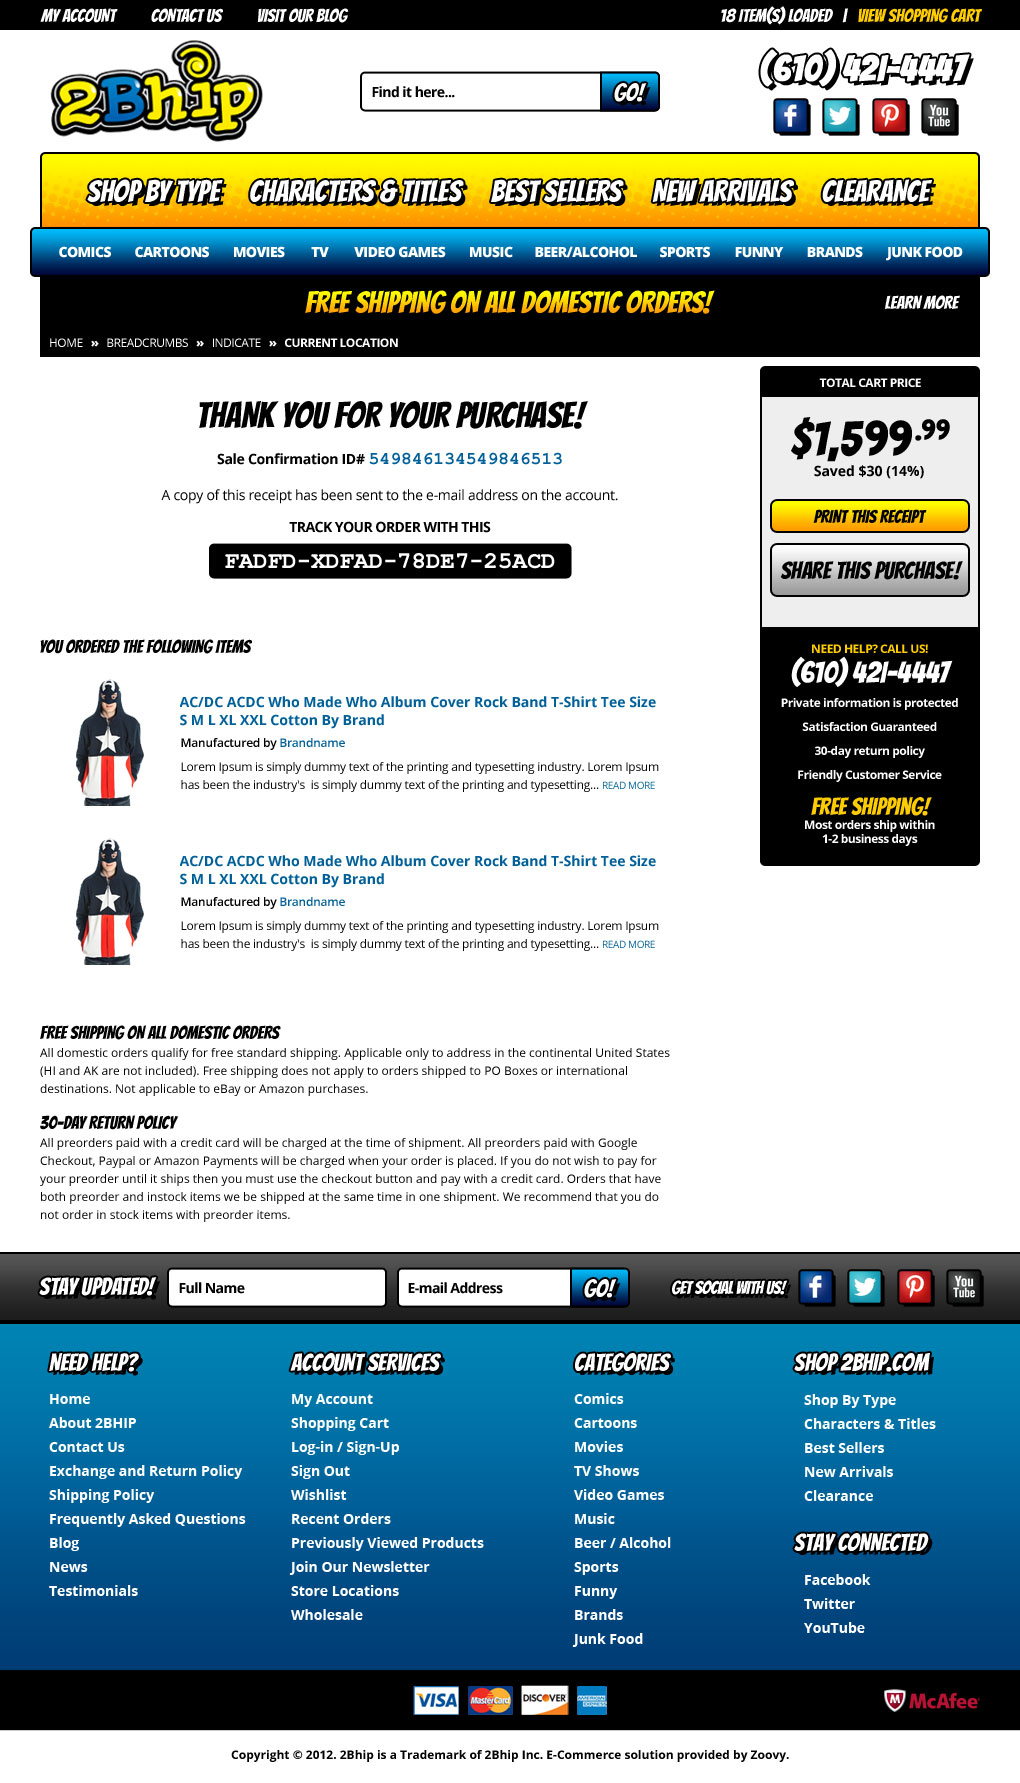 MY ACCOUNT CONTACT US VISIT OUR BLOG 18 ITEM(S) LOADED | VIEW SHOPPING CART
2Bhip
Find it here... GO!
(610) 421-4447
You Tube
SHOP BY TYPE CHARACTERS & TITLES BEST SELLERS NEW ARRIVALS CLEARANCE
COMICS CARTOONS MOVIES TV VIDEO GAMES MUSIC BEER/ALCOHOL SPORTS FUNNY BRANDS JUNK FOOD
FREE SHIPPING ON ALL DOMESTIC ORDERS! LEARN MORE
HOME » BREADCRUMBS » INDICATE » CURRENT LOCATION
THANK YOU FOR YOUR PURCHASE!
Sale Confirmation ID# 549846134549846513
A copy of this receipt has been sent to the e-mail address on the account.
TRACK YOUR ORDER WITH THIS
FADFD-XDFAD-78DE7-25ACD
TOTAL CART PRICE
$1,599.99
Saved $30 (14%)
PRINT THIS RECEIPT
SHARE THIS PURCHASE!
NEED HELP? CALL US!
(610) 421-4447
Private information is protected
Satisfaction Guaranteed
30-day return policy
Friendly Customer Service
FREE SHIPPING!
Most orders ship within
1-2 business days
YOU ORDERED THE FOLLOWING ITEMS
AC/DC ACDC Who Made Who Album Cover Rock Band T-Shirt Tee Size
S M L XL XXL Cotton By Brand
Manufactured by Brandname
Lorem Ipsum is simply dummy text of the printing and typesetting industry. Lorem Ipsum
has been the industry's is simply dummy text of the printing and typesetting... READ MORE
AC/DC ACDC Who Made Who Album Cover Rock Band T-Shirt Tee Size
S M L XL XXL Cotton By Brand
Manufactured by Brandname
Lorem Ipsum is simply dummy text of the printing and typesetting industry. Lorem Ipsum
has been the industry's is simply dummy text of the printing and typesetting... READ MORE
FREE SHIPPING ON ALL DOMESTIC ORDERS
All domestic orders qualify for free standard shipping. Applicable only to address in the continental United States
(HI and AK are not included). Free shipping does not apply to orders shipped to PO Boxes or international
destinations. Not applicable to eBay or Amazon purchases.
30-DAY RETURN POLICY
All preorders paid with a credit card will be charged at the time of shipment. All preorders paid with Google
Checkout, Paypal or Amazon Payments will be charged when your order is placed. If you do not wish to pay for
your preorder until it ships then you must use the checkout button and pay with a credit card. Orders that have
both preorder and instock items we be shipped at the same time in one shipment. We recommend that you do
not order in stock items with preorder items.
STAY UPDATED! Full Name E-mail Address GO! GET SOCIAL WITH US! You Tube
NEED HELP?
Home
About 2BHIP
Contact Us
Exchange and Return Policy
Shipping Policy
Frequently Asked Questions
Blog
News
Testimonials
ACCOUNT SERVICES
My Account
Shopping Cart
Log-in / Sign-Up
Sign Out
Wishlist
Recent Orders
Previously Viewed Products
Join Our Newsletter
Store Locations
Wholesale
CATEGORIES
Comics
Cartoons
Movies
TV Shows
Video Games
Music
Beer / Alcohol
Sports
Funny
Brands
Junk Food
SHOP 2BHIP.COM
Shop By Type
Characters & Titles
Best Sellers
New Arrivals
Clearance
STAY CONNECTED
Facebook
Twitter
YouTube
VISA MasterCard DISCOVER AMERICAN EXPRESS McAfee
Copyright © 2012. 2Bhip is a Trademark of 2Bhip Inc. E-Commerce solution provided by Zoovy.